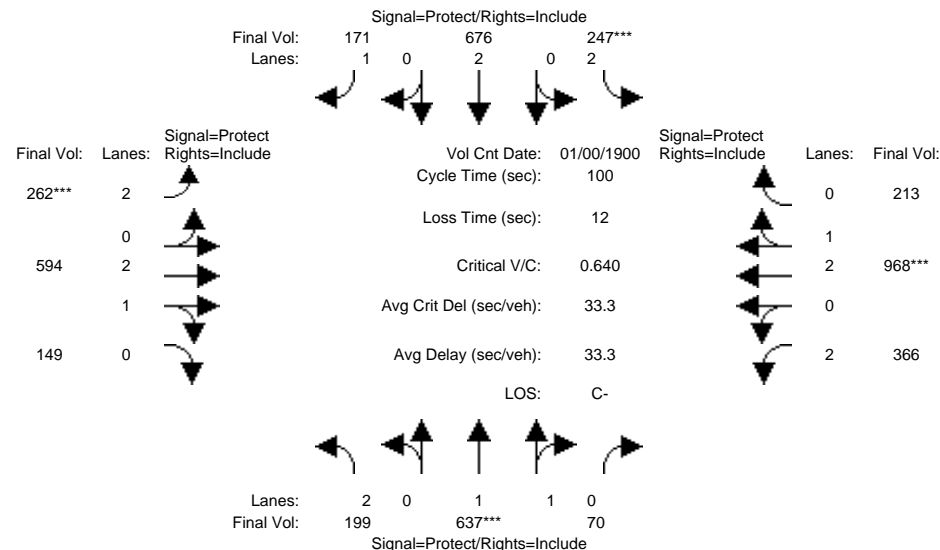 Signal=Protect/Rights=Include
Final Vol: 171 676 247***
Lanes: 1 0 2 0 2
Signal=Protect Signal=Protect
Final Vol: Lanes: Rights=Include Vol Cnt Date: 01/00/1900 Rights=Include Lanes: Final Vol:
Cycle Time (sec): 100
262*** 2 0 213
Loss Time (sec): 12
0 1
594 2 Critical V/C: 0.640 2 968***
1 Avg Crit Del (sec/veh): 33.3 0
149 0 Avg Delay (sec/veh): 33.3 2 366
LOS: C-
Lanes: 2 0 1 1 0
Final Vol: 199 637*** 70
Signal=Protect/Rights=Include